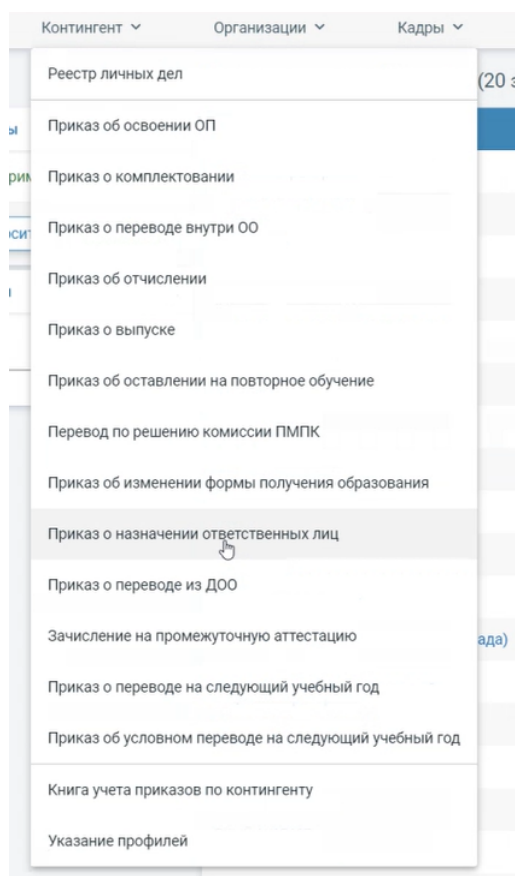 Контингент Организации Кадры
Реестр личных дел
(20
Приказ об освоении ОП
Приказ о комплектовании
Приказ о переводе внутри ОО
Приказ об отчислении
Приказ о выпуске
Приказ об оставлении на повторное обучение
Перевод по решению комиссии ПМПК
Приказ об изменении формы получения образования
Приказ о назначении ответственных лиц
Приказ о переводе из ДОО
Зачисление на промежуточную аттестацию
ада)
Приказ о переводе на следующий учебный год
Приказ об условном переводе на следующий учебный год
Книга учета приказов по контингенту
Указание профилей